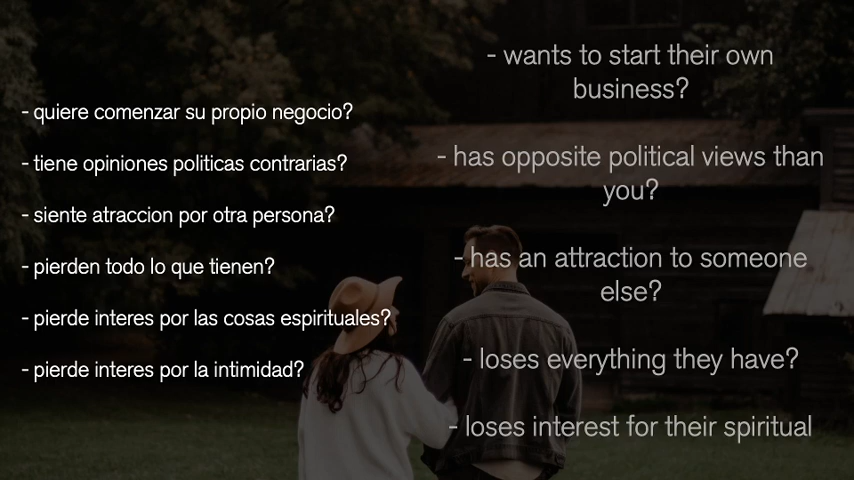 - quiere comenzar su propio negocio?
- tiene opiniones politicas contrarias?
- siente atraccion por otra persona?
- pierden todo lo que tienen?
- pierde interes por las cosas espirituales?
- pierde interes por la intimidad?
- wants to start their own
business?
- has opposite political views than
you?
- has an attraction to someone
else?
- loses everything they have?
- loses interest for their spiritual